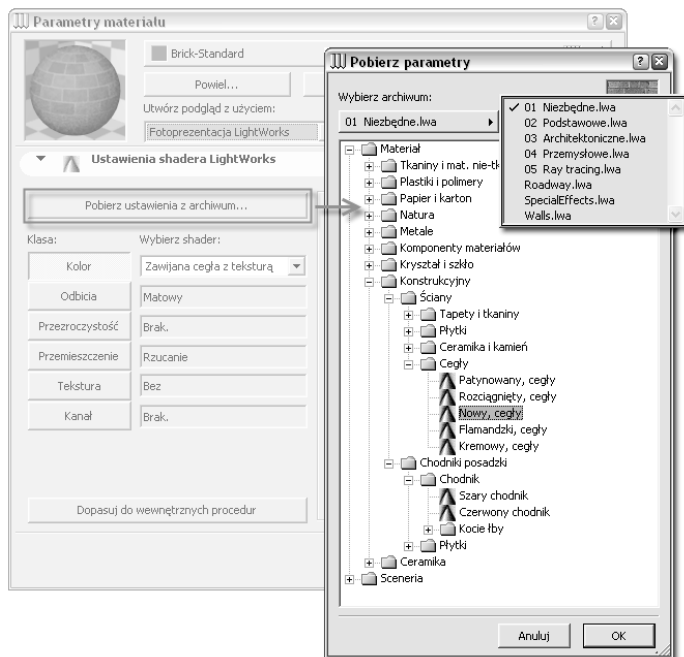 Parametry materiału
Brick-Standard
Powiel...
Utwórz podgląd z użyciem:
Fotoprezentacja LightWorks
Ustawienia shadera LightWorks
Pobierz ustawienia z archiwum...
Klasa:
Wybierz shader:
Kolor
Zawijana cegła z teksturą
Odbicia
Matowy
Przezroczystość
Brak.
Przemieszczenie
Rzucanie
Tekstura
Bez
Kanał
Brak.
Dopasuj do wewnętrznych procedur
Pobierz parametry
Wybierz archiwum:
01 Niezbędne.lwa
01 Niezbędne.lwa
02 Podstawowe.lwa
03 Architektoniczne.lwa
04 Przemysłowe.lwa
05 Ray tracing.lwa
Roadway.lwa
SpecialEffects.lwa
Walls.lwa
Materiał
Tkaniny i mat. nie-tk
Plastiki i polimery
Papier i karton
Natura
Metale
Komponenty materiałów
Kryształ i szkło
Konstrukcyjny
Ściany
Tapety i tkaniny
Płytki
Ceramika i kamień
Cegły
Patynowany, cegły
Rozciągnięty, cegły
Nowy, cegły
Flamandzki, cegły
Kremowy, cegły
Chodniki posadzki
Chodnik
Szary chodnik
Czerwony chodnik
Kocie łby
Płytki
Ceramika
Sceneria
Anuluj
OK